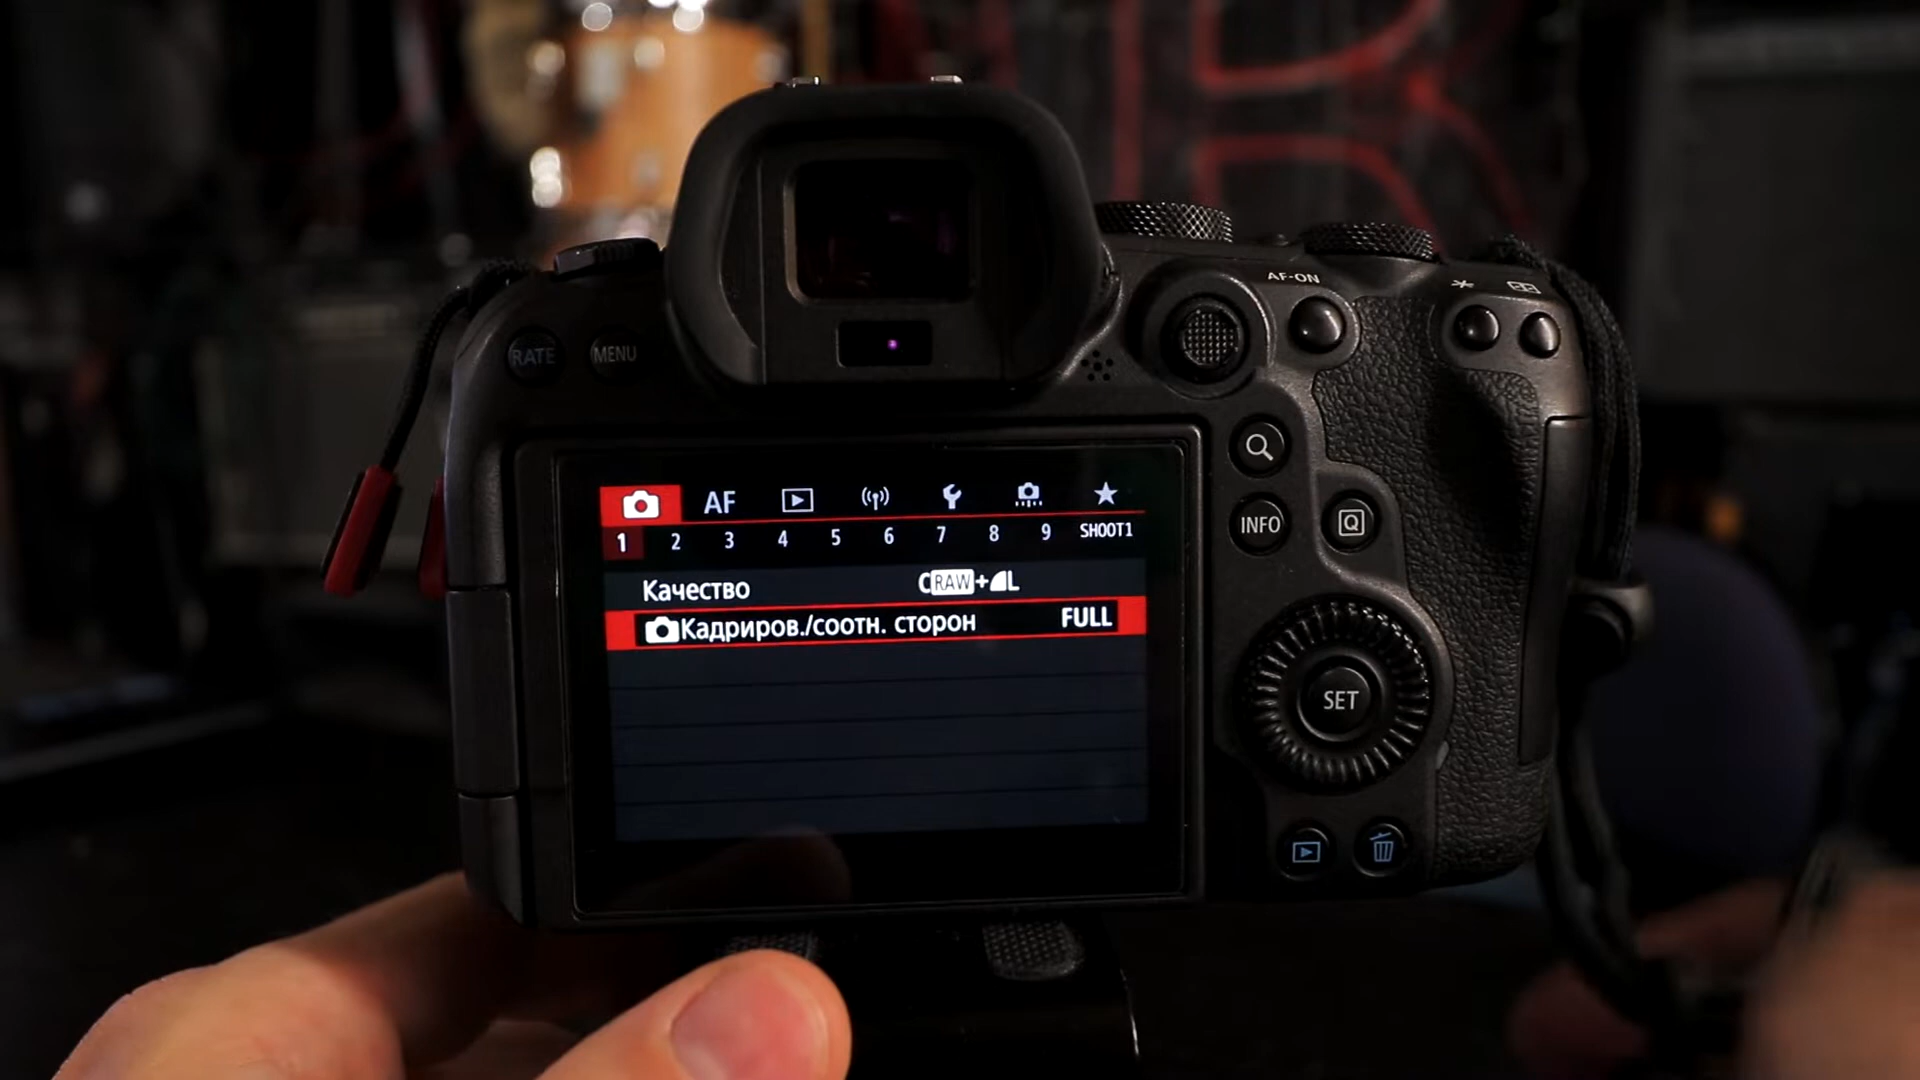 AF-ON
RATE
MENU
AF
1 2 3 4 5 6 7 8 9 SHOOT1
Качество CRAW+L
Кадриров./соотн. сторон FULL
INFO
Q
SET